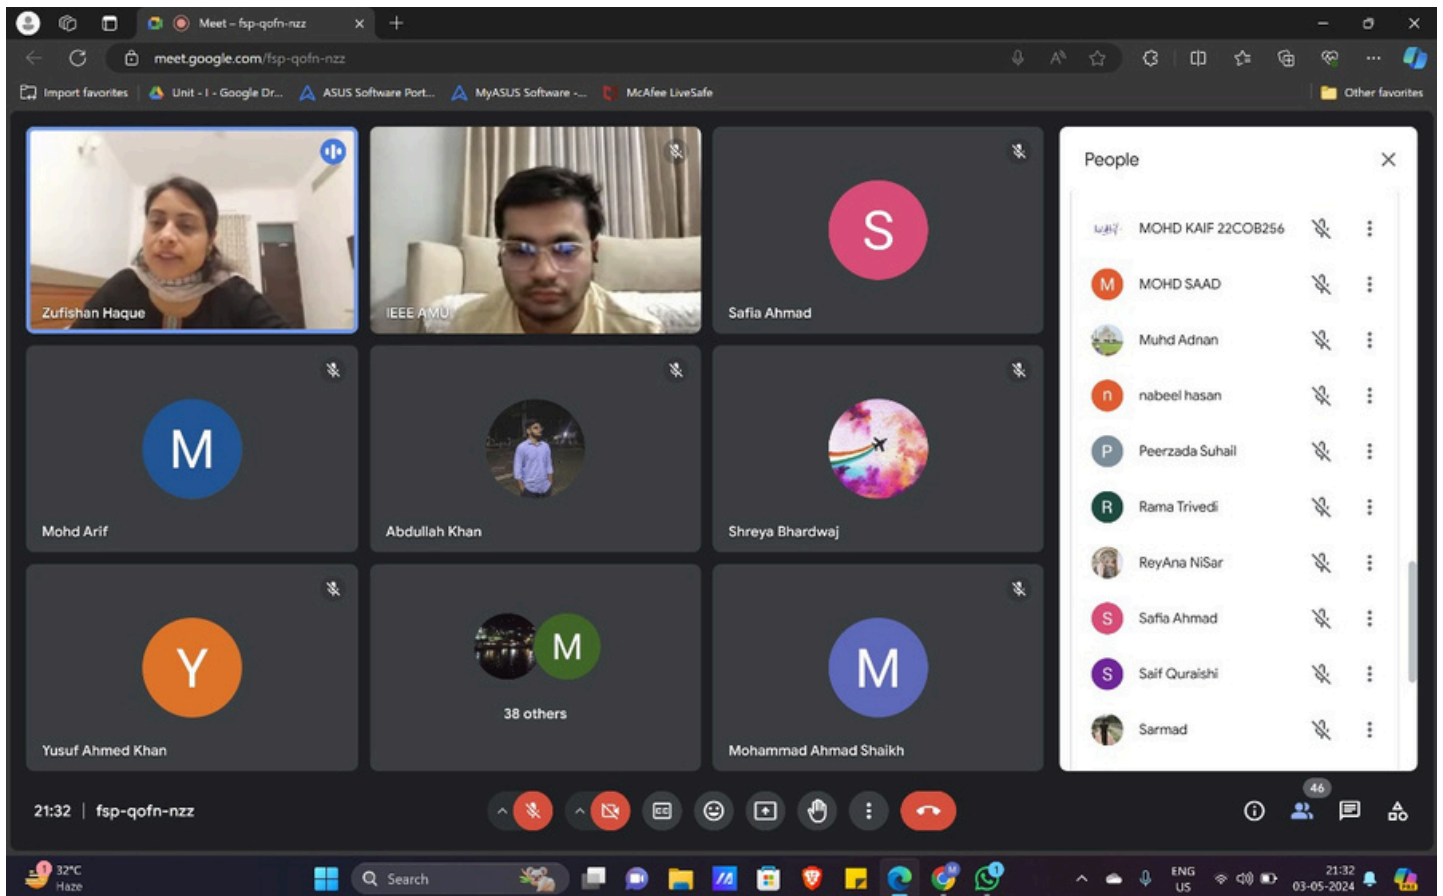 Meet – fsp-qofn-nzz
meet.google.com/fsp-qofn-nzz
Import favorites
Unit - I - Google Dr...
ASUS Software Port...
MyASUS Software -...
McAfee LiveSafe
Other favorites
Zufishan Haque
IEEE AMU
S
Safia Ahmad
M
Mohd Arif
Abdullah Khan
Shreya Bhardwaj
Y
Yusuf Ahmed Khan
M
38 others
M
Mohammad Ahmad Shaikh
People
MOHD KAIF 22COB256
M MOHD SAAD
Muhd Adnan
n nabeel hasan
P Peerzada Suhail
R Rama Trivedi
ReyAna NiSar
S Safia Ahmad
S Saif Quraishi
Sarmad
21:32 | fsp-qofn-nzz
CC
46
1
32°C
Haze
Search
M
1
ENG
US
21:32
03-05-2024